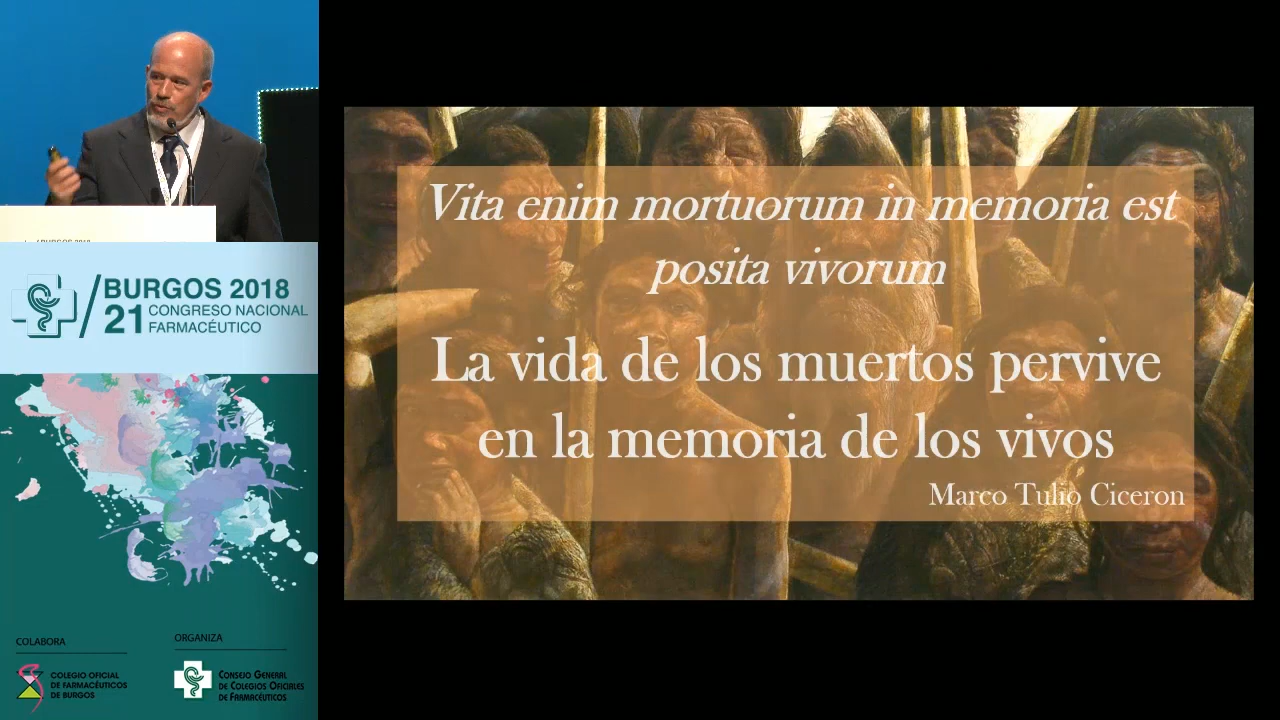 /BURGOS 2018
21 CONGRESO NACIONAL
FARMACÉUTICO
COLABORA
COLEGIO OFICIAL
DE FARMACÉUTICOS
DE BURGOS
ORGANIZA
CONSEJO GENERAL
DE COLEGIOS OFICIALES
DE FARMACÉUTICOS
Vita enim mortuorum in memoria est
posita vivorum
La vida de los muertos pervive
en la memoria de los vivos
Marco Tulio Ciceron